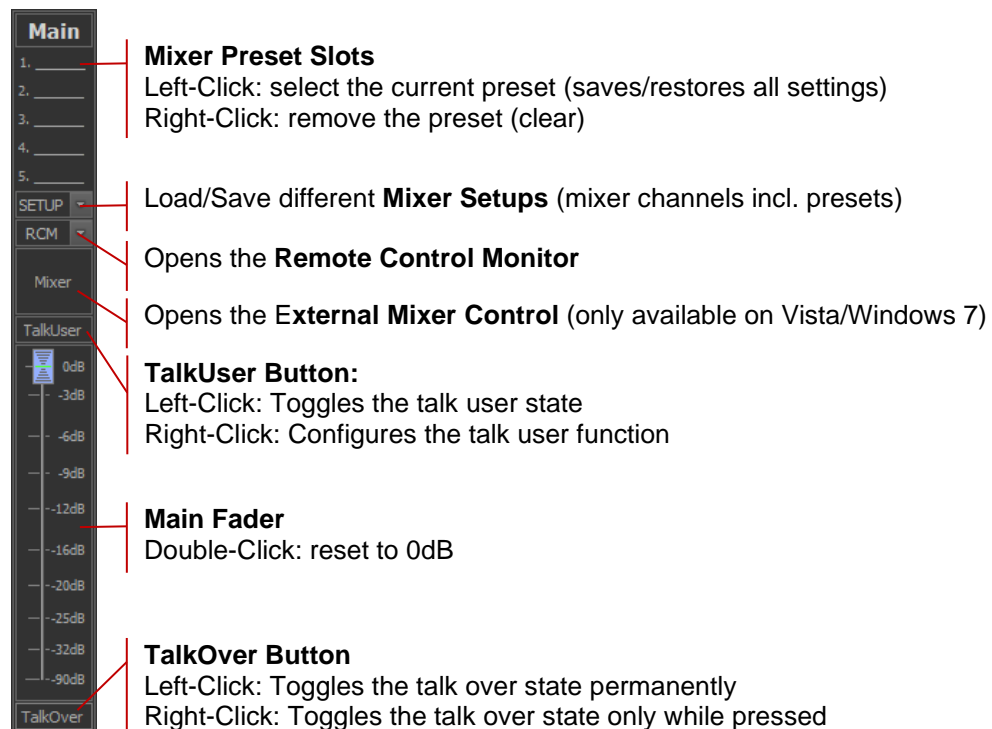 Main
1. ______
2. ______
3. ______
4. ______
5. ______
SETUP
RCM
Mixer
TalkUser
0dB
-3dB
-6dB
-9dB
-12dB
-16dB
-20dB
-25dB
-32dB
-90dB
TalkOver
Mixer Preset Slots
Left-Click: select the current preset (saves/restores all settings)
Right-Click: remove the preset (clear)
Load/Save different Mixer Setups (mixer channels incl. presets)
Opens the Remote Control Monitor
Opens the External Mixer Control (only available on Vista/Windows 7)
TalkUser Button:
Left-Click: Toggles the talk user state
Right-Click: Configures the talk user function
Main Fader
Double-Click: reset to 0dB
TalkOver Button
Left-Click: Toggles the talk over state permanently
Right-Click: Toggles the talk over state only while pressed